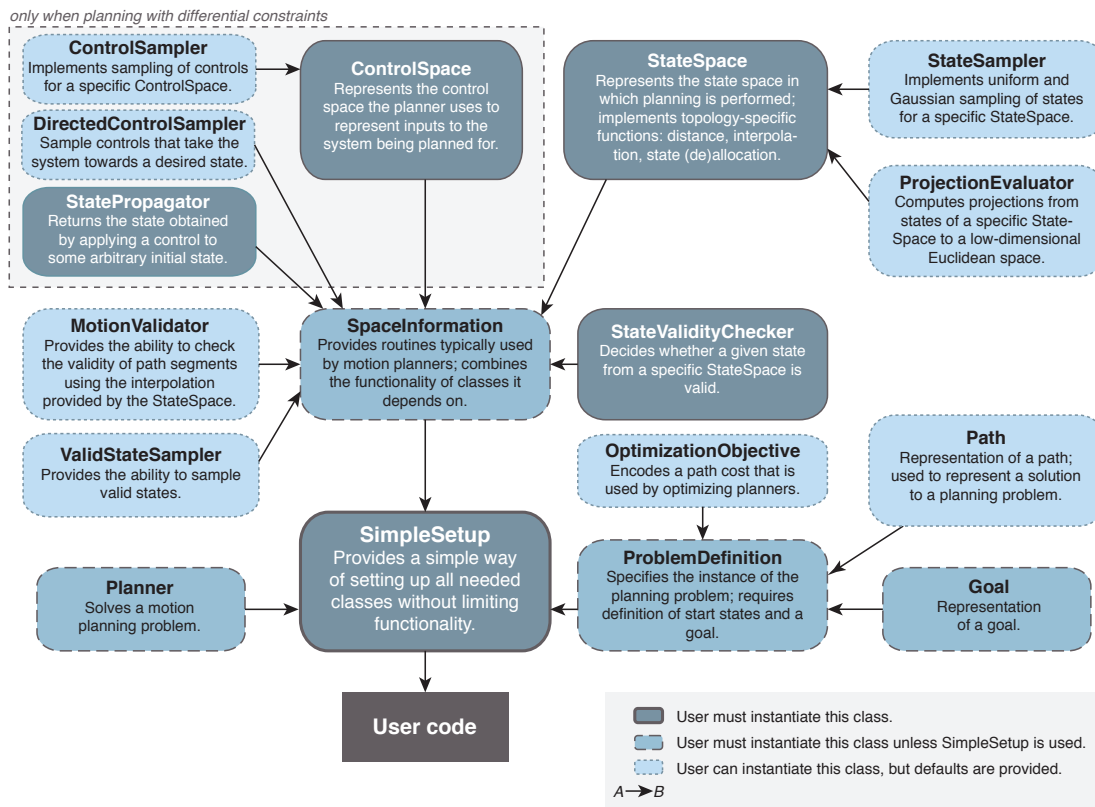 only when planning with differential constraints
ControlSampler
Implements sampling of controls
for a specific ControlSpace.
DirectedControlSampler
Sample controls that take the
system towards a desired state.
StatePropagator
Returns the state obtained
by applying a control to
some arbitrary initial state.
ControlSpace
Represents the control
space the planner uses to
represent inputs to the
system being planned for.
StateSpace
Represents the state space in
which planning is performed;
implements topology-specific
functions: distance, interpola-
tion, state (de)allocation.
StateSampler
Implements uniform and
Gaussian sampling of states
for a specific StateSpace.
ProjectionEvaluator
Computes projections from
states of a specific State-
Space to a low-dimensional
Euclidean space.
MotionValidator
Provides the ability to check
the validity of path segments
using the interpolation
provided by the StateSpace.
SpaceInformation
Provides routines typically used
by motion planners; combines
the functionality of classes it
depends on.
StateValidityChecker
Decides whether a given state
from a specific StateSpace is
valid.
ValidStateSampler
Provides the ability to sample
valid states.
OptimizationObjective
Encodes a path cost that is
used by optimizing planners.
Path
Representation of a path;
used to represent a solution
to a planning problem.
Planner
Solves a motion
planning problem.
SimpleSetup
Provides a simple way
of setting up all needed
classes without limiting
functionality.
ProblemDefinition
Specifies the instance of the
planning problem; requires
definition of start states and a
goal.
Goal
Representation
of a goal.
User code
User must instantiate this class.
User must instantiate this class unless SimpleSetup is used.
User can instantiate this class, but defaults are provided.
A B